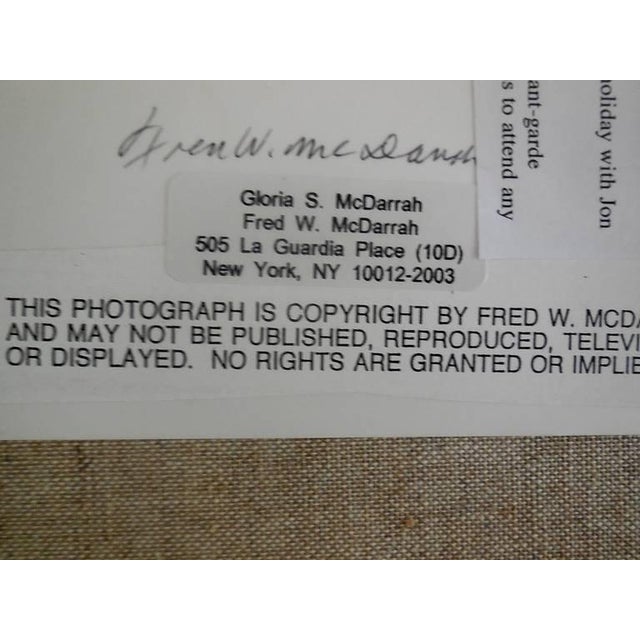 Fred W. McDarrah
Gloria S. McDarrah
Fred W. McDarrah
505 La Guardia Place (10D)
New York, NY 10012-2003
THIS PHOTOGRAPH IS COPYRIGHT BY FRED W. MCDA
AND MAY NOT BE PUBLISHED, REPRODUCED, TELEVI
OR DISPLAYED. NO RIGHTS ARE GRANTED OR IMPLIE
holiday with Jon
ant-garde
s to attend any